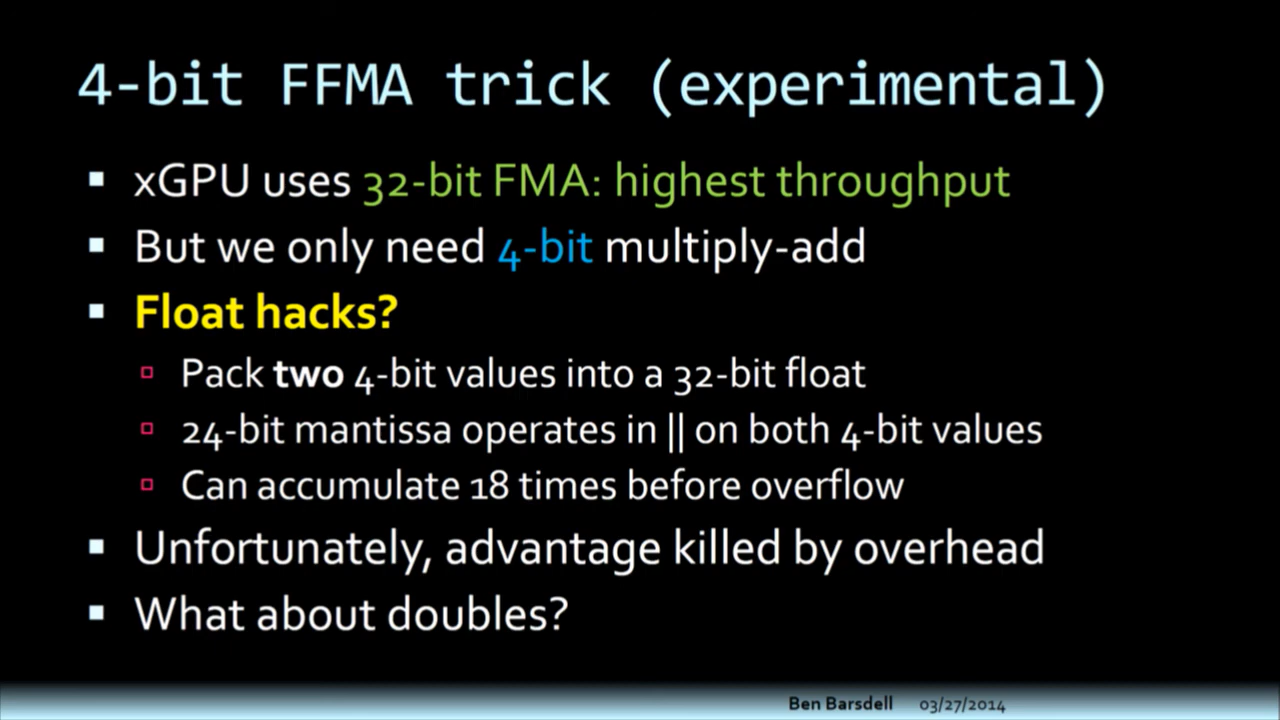 4-bit FFMA trick (experimental)
xGPU uses 32-bit FMA: highest throughput
But we only need 4-bit multiply-add
Float hacks?
Pack two 4-bit values into a 32-bit float
24-bit mantissa operates in || on both 4-bit values
Can accumulate 18 times before overflow
Unfortunately, advantage killed by overhead
What about doubles?
Ben Barsdell 03/27/2014